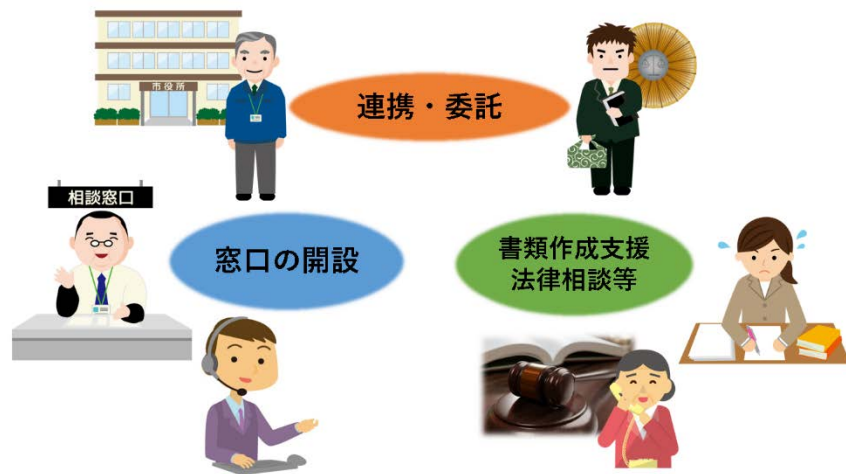 市役所
連携・委託
相談窓口
窓口の開設
書類作成支援
法律相談等